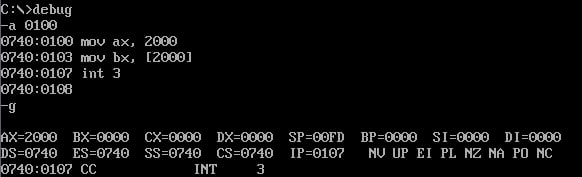 C:\>debug
-a 0100
0740:0100 mov ax, 2000
0740:0103 mov bx, [2000]
0740:0107 int 3
0740:0108
-g
AX=2000 BX=0000 CX=0000 DX=0000 SP=00FD BP=0000 SI=0000 DI=0000
DS=0740 ES=0740 SS=0740 CS=0740 IP=0107 NV UP EI PL NZ NA PO NC
0740:0107 CC INT 3